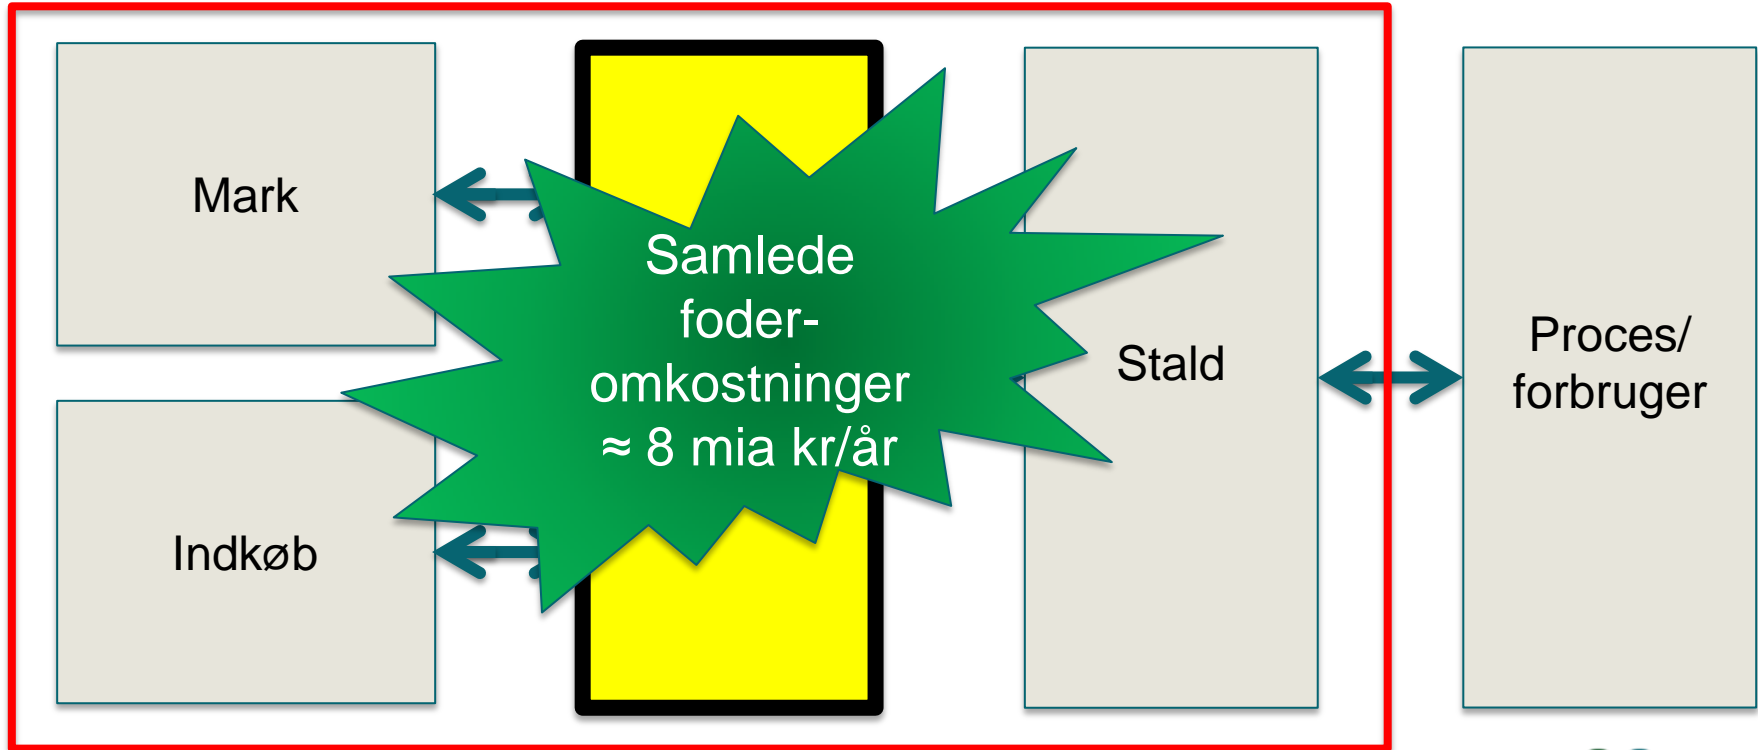 Mark
Indkøb
Samlede
foder-
omkostninger
≈ 8 mia kr/år
Stald
Proces/
forbruger